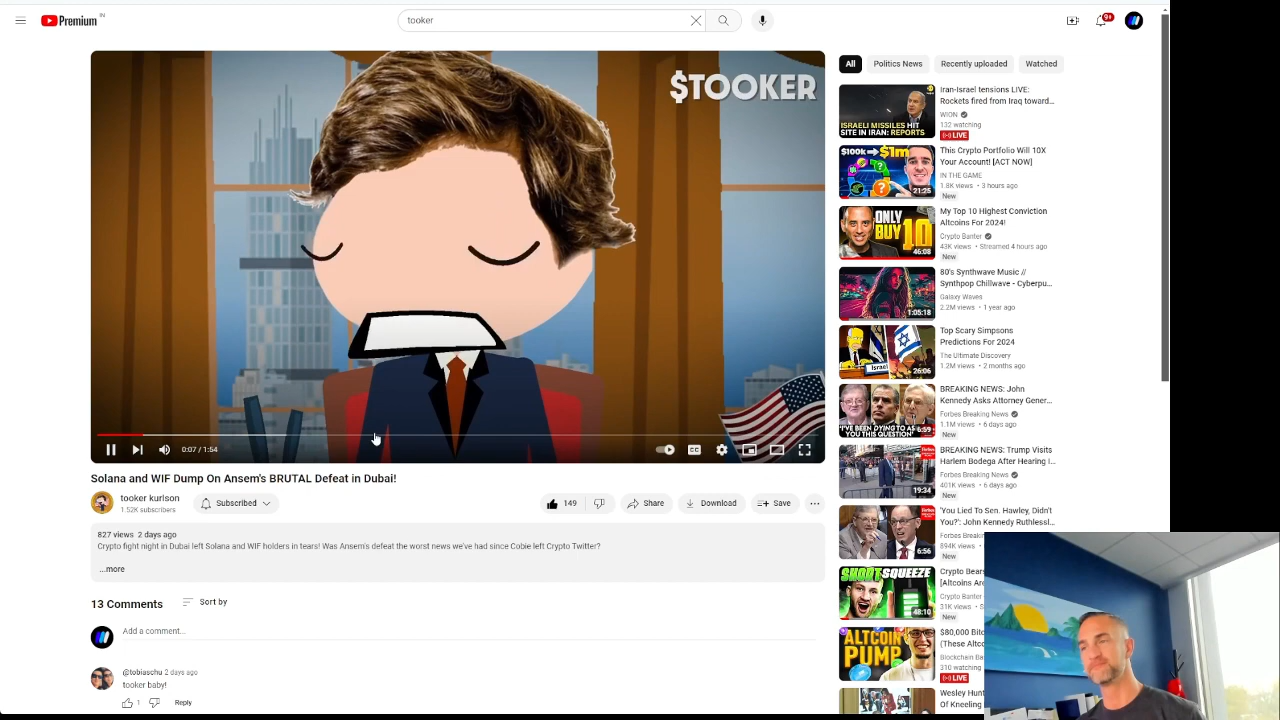 Premium IN
tooker
9+
$TOOKER
0:07 / 1:54
CC
Solana and WIF Dump On Ansem's BRUTAL Defeat in Dubai!
tooker kurlson
1.52K subscribers
Subscribed
149
Share
Download
Save
827 views 2 days ago
Crypto fight night in Dubai left Solana and WIF holders in tears! Was Ansem's defeat the worst news we've had since Cobie left Crypto Twitter?
...more
13 Comments
Sort by
Add a comment...
@tobiaschu 2 days ago
tooker baby!
1
Reply
All
Politics News
Recently uploaded
Watched
ISRAELI MISSILES HIT
SITE IN IRAN: REPORTS
Iran-Israel tensions LIVE:
Rockets fired from Iraq toward...
WION
132 watching
LIVE
$100k
$1m
21:25
This Crypto Portfolio Will 10X
Your Account! [ACT NOW]
IN THE GAME
1.8K views • 3 hours ago
New
ONLY
BUY 10
46:08
My Top 10 Highest Conviction
Altcoins For 2024!
Crypto Banter
43K views • Streamed 4 hours ago
New
1:05:18
80's Synthwave Music //
Synthpop Chillwave - Cyberpu...
Galaxy Waves
2.2M views • 1 year ago
Israel
26:06
Top Scary Simpsons
Predictions For 2024
The Ultimate Discovery
1.2M views • 2 months ago
'I'VE BEEN DYING TO ASK
YOU THIS QUESTION'
6:59
BREAKING NEWS: John
Kennedy Asks Attorney Gener...
Forbes Breaking News
1.1M views • 6 days ago
New
19:34
BREAKING NEWS: Trump Visits
Harlem Bodega After Hearing I...
Forbes Breaking News
401K views • 6 days ago
New
6:56
'You Lied To Sen. Hawley, Didn't
You?': John Kennedy Ruthlessl...
Forbes Breaking
894K views
New
SHORT SQUEEZE
48:10
Crypto Bears
[Altcoins Are
Crypto Banter
31K views
New
ALTCOIN
PUMP
$80,000
(These Altco
Blockchain
310 watching
LIVE
Wesley Hunt
Of Kneeling